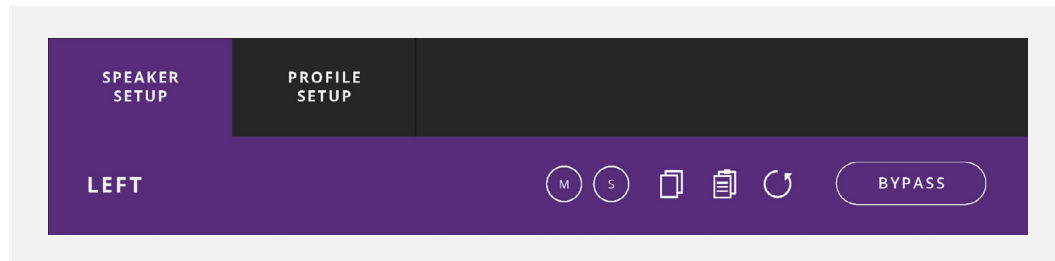 SPEAKER
SETUP
PROFILE
SETUP
LEFT
M
S
BYPASS